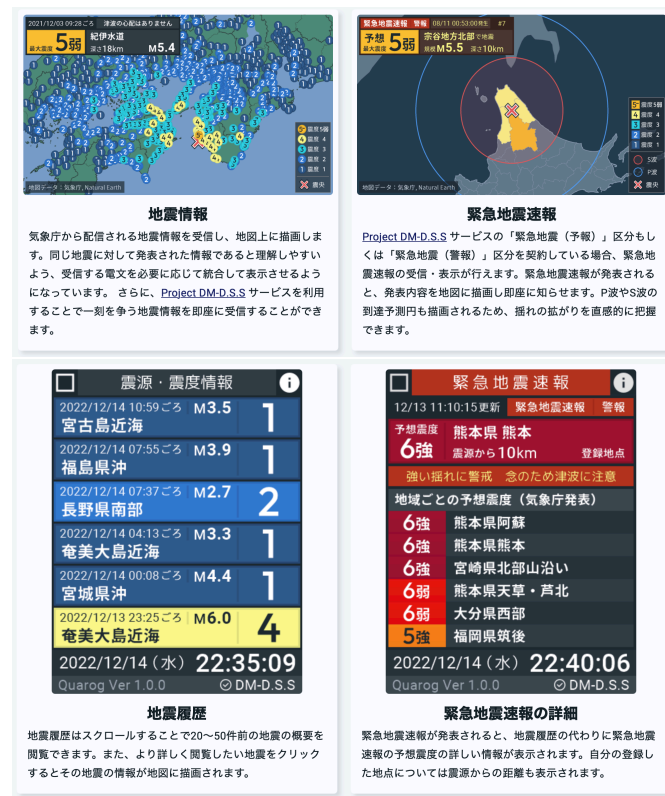 2021/12/03 09:28ごろ 津波の心配はありません
最大震度 5弱 紀伊水道
深さ18km M5.4
5弱 震度5弱
4 震度 4
3 震度 3
2 震度 2
1 震度 1
震央
地図データ：気象庁, Natural Earth
地震情報
気象庁から配信される地震情報を受信し、地図上に描画しま
す。同じ地震に対して発表された情報であると理解しやすい
よう、受信する電文を必要に応じて統合して表示させるよう
になっています。 さらに、Project DM-D.S.S サービスを利用
することで一刻を争う地震情報を即座に受信することができ
ます。
緊急地震速報 警報 08/11 00:53:00発生 #7
予想 最大震度 5弱 宗谷地方北部で地震
規模M5.5 深さ10km
5弱 震度5弱
4 震度 4
3 震度 3
2 震度 2
1 震度 1
S波
P波
震央
地図データ：気象庁, Natural Earth
緊急地震速報
Project DM-D.S.S サービスの「緊急地震（予報）」区分もし
くは「緊急地震（警報）」区分を契約している場合、緊急地
震速報の受信・表示が行えます。緊急地震速報が発表される
と、発表内容を地図に描画し即座に知らせます。P波やS波の
到達予測円も描画されるため、揺れの拡がりを直感的に把握
できます。
震源・震度情報
2022/12/14 10:59ごろ M3.5 1
宮古島近海
2022/12/14 07:55ごろ M3.9 1
福島県沖
2022/12/14 07:37ごろ M2.7 2
長野県南部
2022/12/14 04:13ごろ M3.3 1
奄美大島近海
2022/12/14 00:08ごろ M4.4 1
宮城県沖
2022/12/13 23:25ごろ M6.0 4
奄美大島近海
2022/12/14（水） 22:35:09
Quarog Ver 1.0.0 DM-D.S.S
地震履歴
地震履歴はスクロールすることで20〜50件前の地震の概要を
閲覧できます。また、より詳しく閲覧したい地震をクリック
するとその地震の情報が地図に描画されます。
緊急地震速報
12/13 11:10:15更新 緊急地震速報 警報
予想震度 6強 熊本県 熊本
震源から10km 登録地点
強い揺れに警戒 念のため津波に注意
地域ごとの予想震度（気象庁発表）
6強 熊本県阿蘇
6強 熊本県熊本
6強 宮崎県北部山沿い
6弱 熊本県天草・芦北
6弱 大分県西部
5強 福岡県筑後
2022/12/14（水） 22:40:06
Quarog Ver 1.0.0 DM-D.S.S
緊急地震速報の詳細
緊急地震速報が発表されると、地震履歴の代わりに緊急地震
速報の予想震度の詳しい情報が表示されます。自分の登録し
た地点については震源からの距離も表示されます。